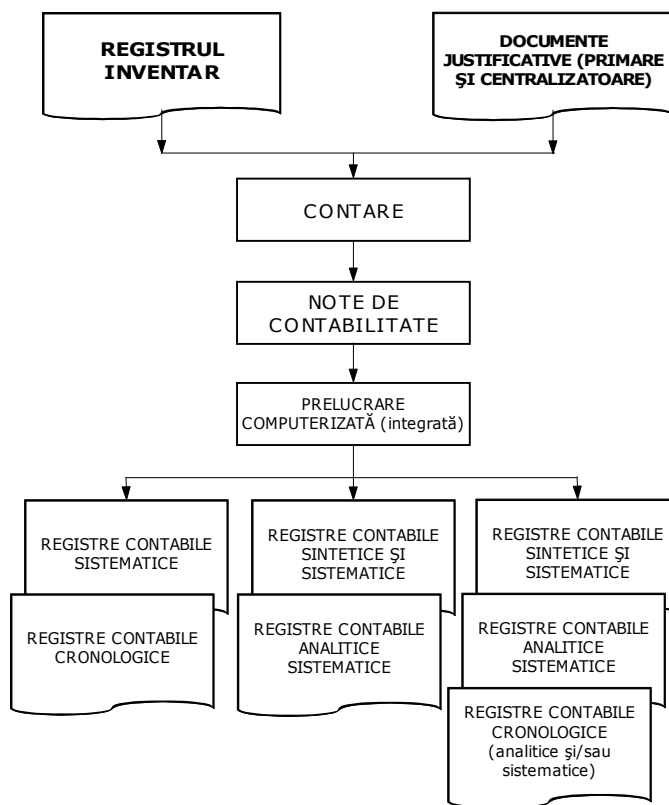 REGISTRUL
INVENTAR
DOCUMENTE
JUSTIFICATIVE (PRIMARE
ŞI CENTRALIZATOARE)
CONTARE
NOTE DE
CONTABILITATE
PRELUCRARE
COMPUTERIZATĂ (integrată)
REGISTRE CONTABILE
SISTEMATICE
REGISTRE CONTABILE
CRONOLOGICE
REGISTRE CONTABILE
SINTETICE ŞI
SISTEMATICE
REGISTRE CONTABILE
ANALITICE
SISTEMATICE
REGISTRE CONTABILE
SINTETICE ŞI
SISTEMATICE
REGISTRE CONTABILE
ANALITICE
SISTEMATICE
REGISTRE CONTABILE
CRONOLOGICE
(analitice şi/sau
sistematice)